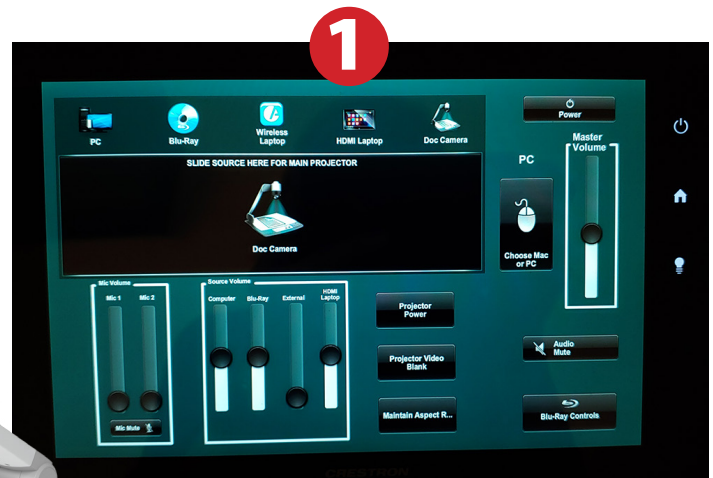 1
Power
PC
Blu-Ray
Wireless
Laptop
HDMI Laptop
Doc Camera
Master
Volume
SLIDE SOURCE HERE FOR MAIN PROJECTOR
PC
Doc Camera
Choose Mac
or PC
Mic Volume
Mic 1
Mic 2
Source Volume
Computer
Blu-Ray
External
HDMI
Laptop
Projector
Power
Audio
Mute
Projector Video
Blank
Maintain Aspect R...
Blu-Ray Controls
Mic Mute
CRESTRON